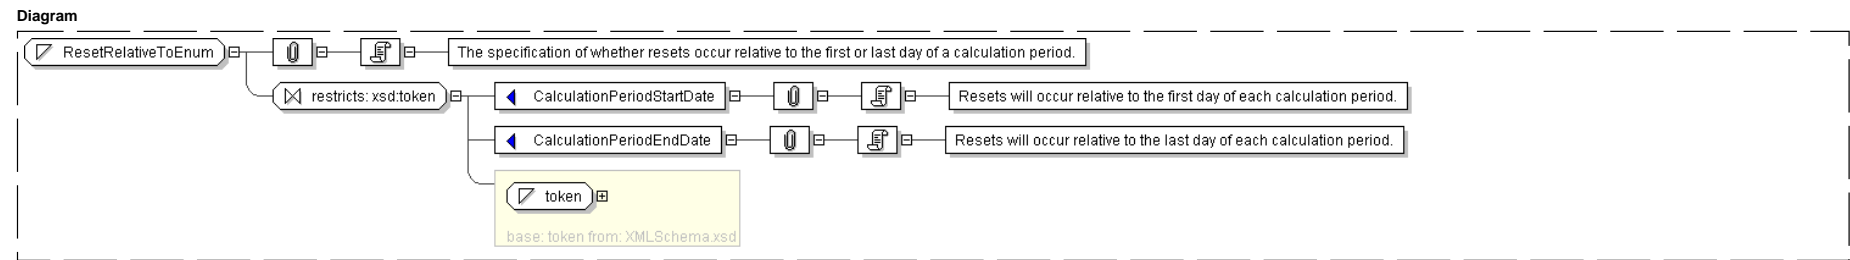 Diagram
ResetRelativeToEnum The specification of whether resets occur relative to the first or last day of a calculation period.
restricts: xsd:token CalculationPeriodStartDate Resets will occur relative to the first day of each calculation period.
CalculationPeriodEndDate Resets will occur relative to the last day of each calculation period.
token
base: token from: XMLSchema.xsd